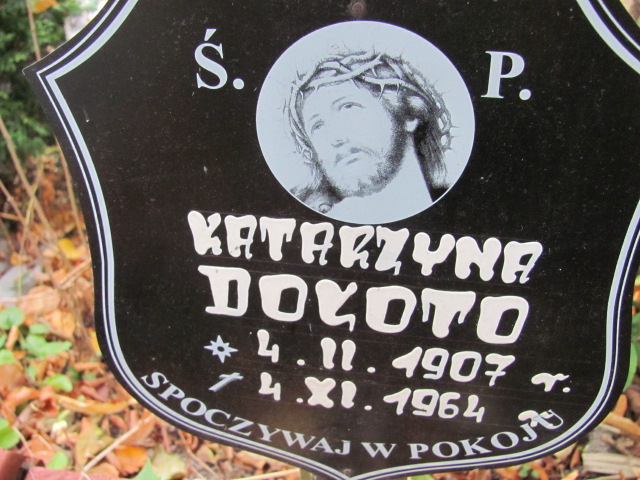 Ś. P.
KATARZYNA
DOŁOTO
* 4.II.1907 r.
† 4.XI.1964
SPOCZYWAJ W POKOJU